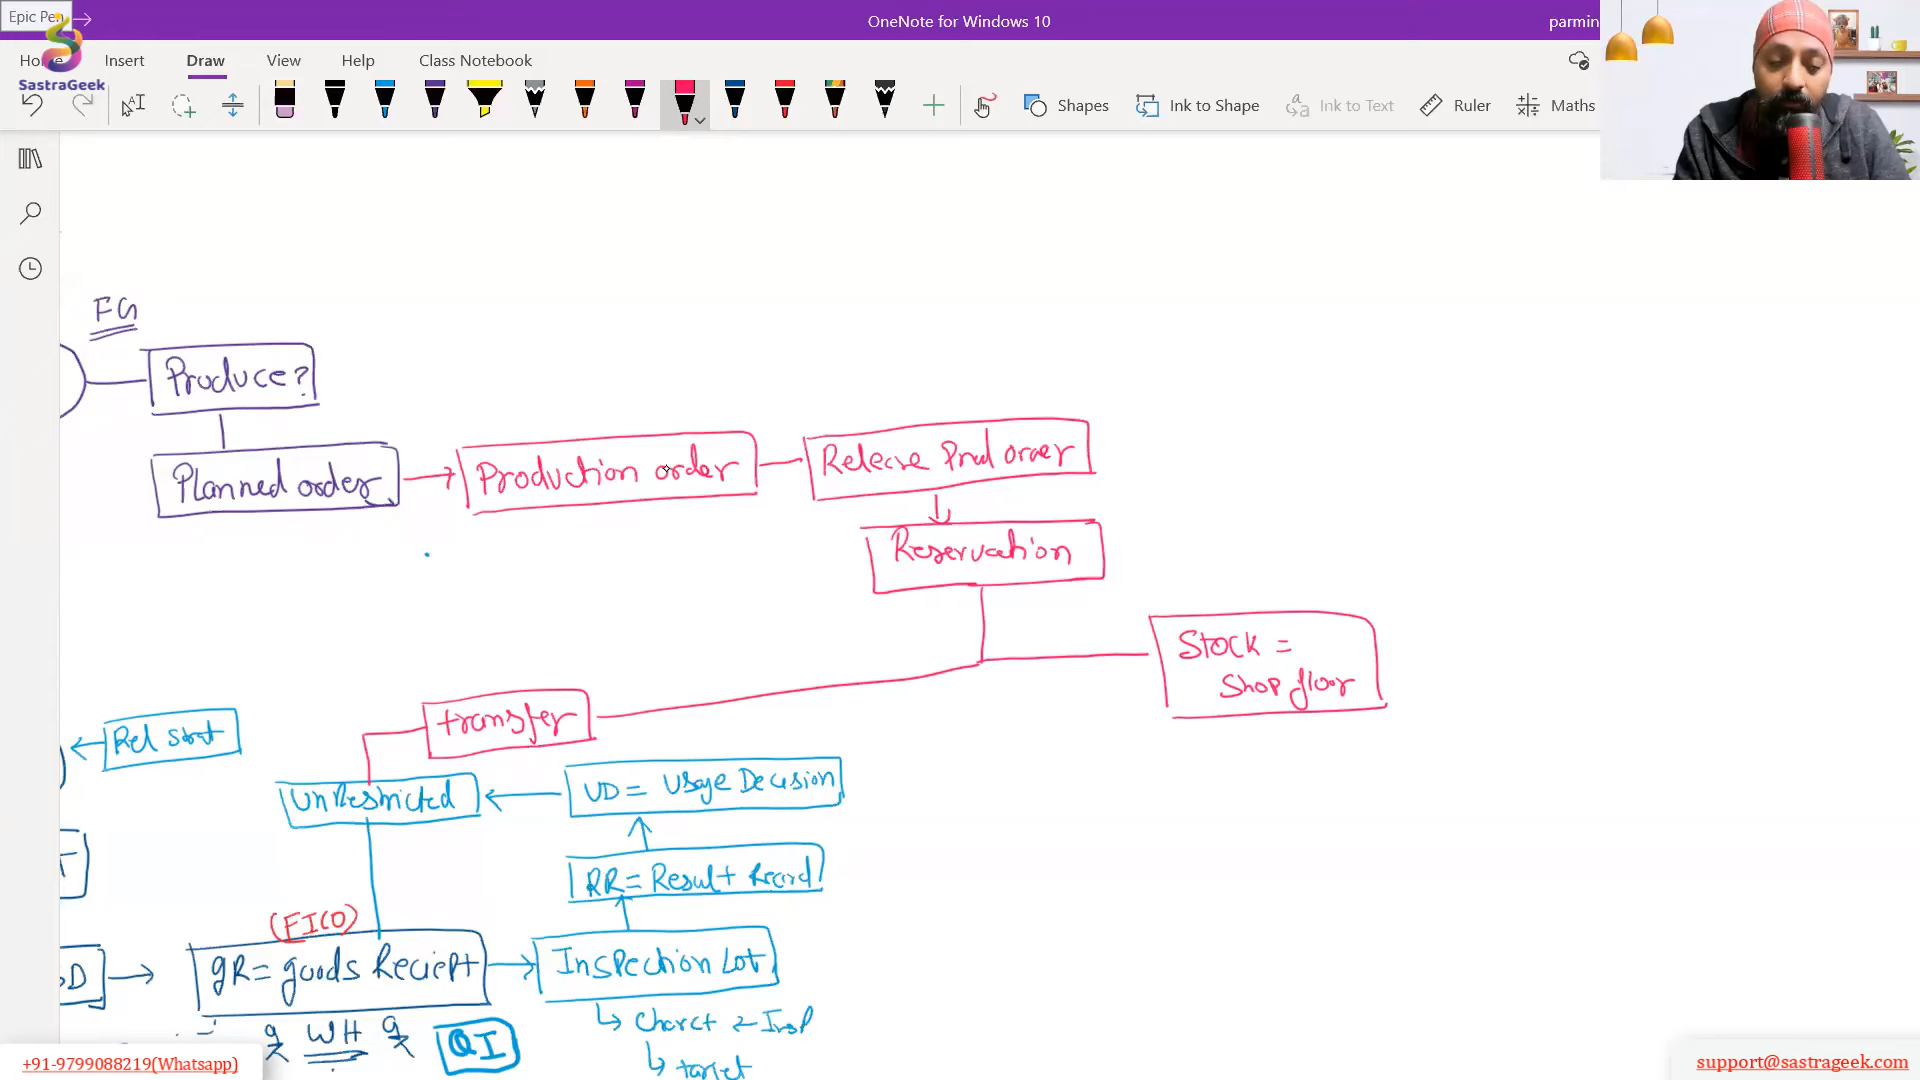 Epic Pen
OneNote for Windows 10
parmin
Home Insert Draw View Help Class Notebook
SastraGeek
Shapes Ink to Shape Ink to Text Ruler Maths
FG
Produce?
Planned order
Production order
Release Prod order
Reservation
Stock =
Shop floor
transfer
Rel strat
UnRestricted
UD = Usage Decision
RR = Result Record
(FICO)
GR = goods Reciept
Inspection Lot
WH
QI
Charct Insp
target
+91-9799088219(Whatsapp)
support@sastrageek.com